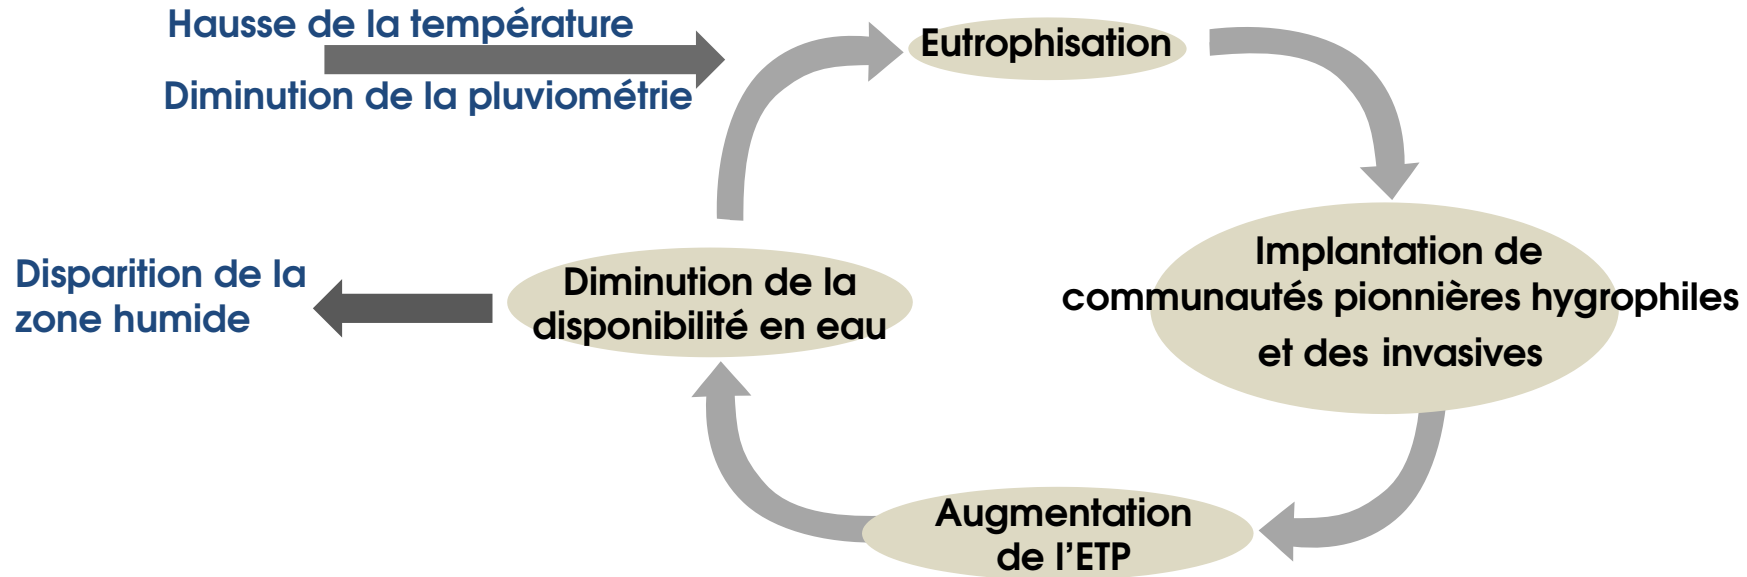 Hausse de la température
Diminution de la pluviométrie
Eutrophisation
Implantation de
communautés pionnières hygrophiles
et des invasives
Augmentation
de l'ETP
Diminution de la
disponibilité en eau
Disparition de la
zone humide